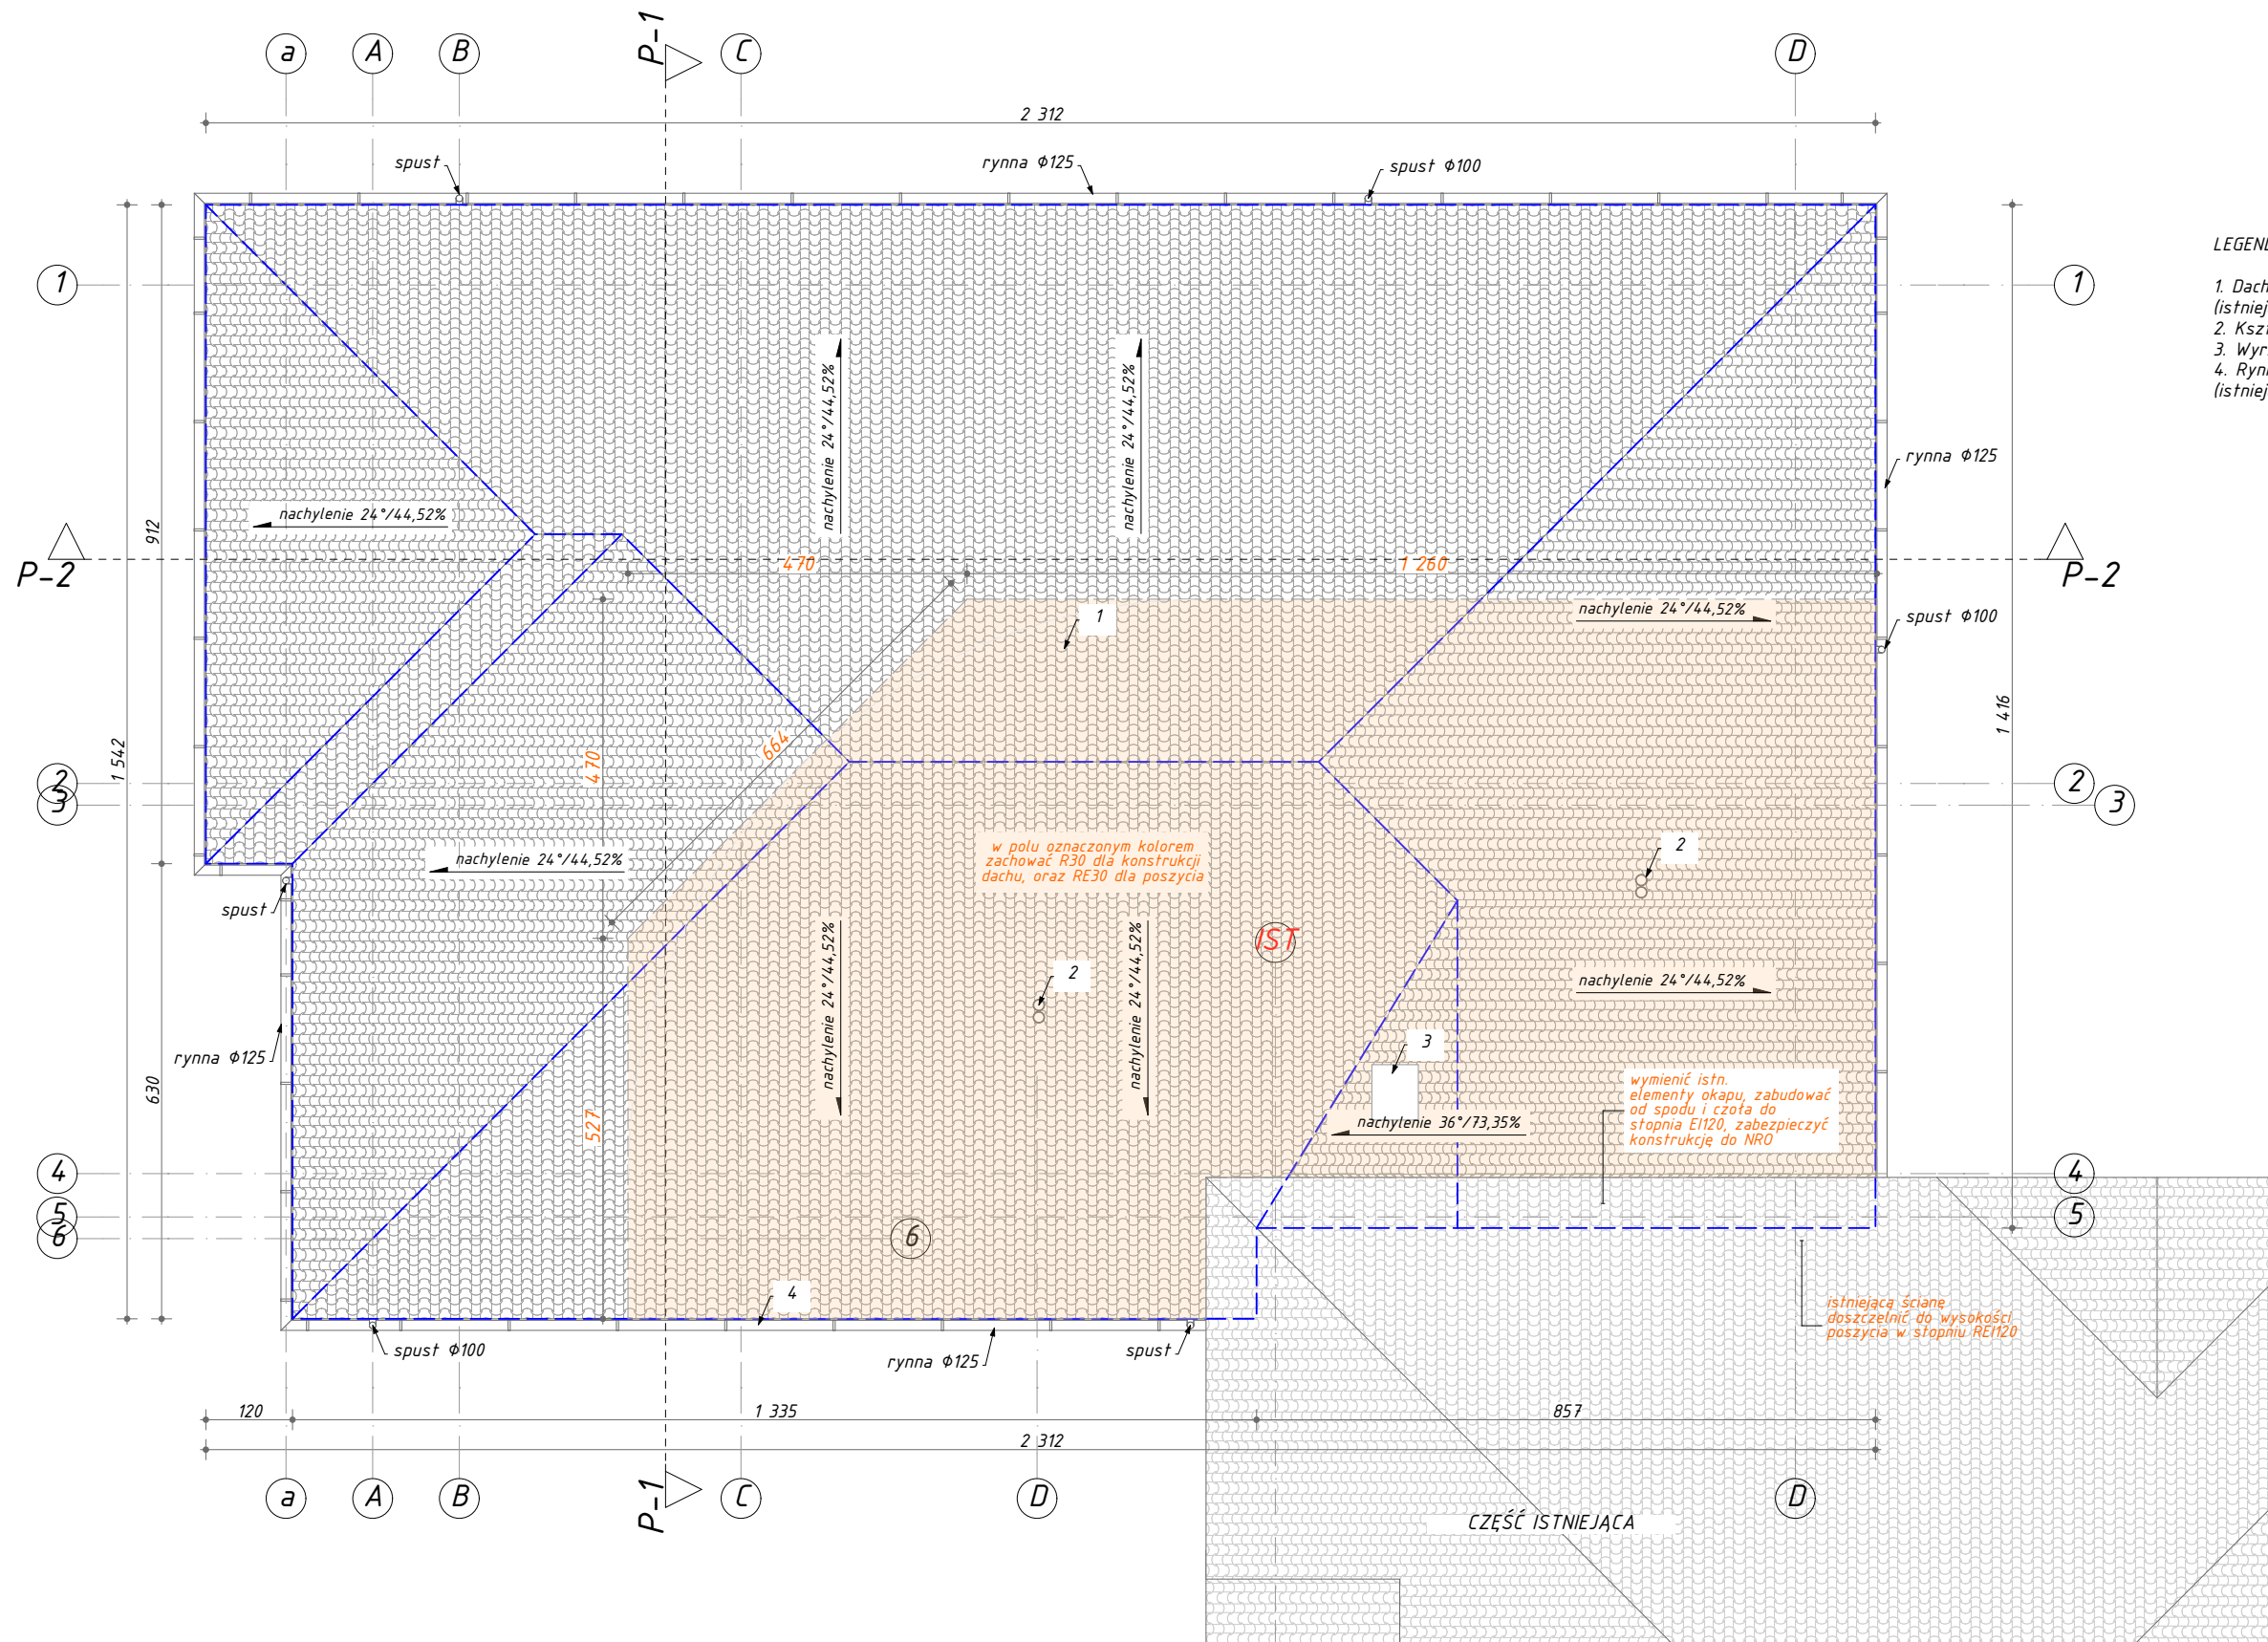 P-1
a
A
B
C
D
2 312
spust
rynna Φ125
spust Φ100
1
1
912
1 542
630
1 416
nachylenie 24°/44,52%
nachylenie 24°/44,52%
nachylenie 24°/44,52%
rynna Φ125
P-2
P-2
470
1 260
nachylenie 24°/44,52%
spust Φ100
1
470
664
2
3
2
3
w polu oznaczonym kolorem
zachować R30 dla konstrukcji
dachu, oraz RE30 dla poszycia
2
nachylenie 24°/44,52%
spust
IST
2
nachylenie 24°/44,52%
nachylenie 24°/44,52%
nachylenie 24°/44,52%
rynna Φ125
527
3
wymienić istn.
elementy okapu, zabudować
od spodu i czoła do
stopnia EI120, zabezpieczyć
konstrukcję do NRO
nachylenie 36°/73,35%
4
4
5
5
6
6
4
istniejącą ścianę
doszczelnić do wysokości
poszycia w stopniu REI120
spust Φ100
rynna Φ125
spust
120
1 335
857
2 312
P-1
a
A
B
C
D
D
CZĘŚĆ ISTNIEJĄCA
LEGEN
1. Dach
(istniej
2. Kszt
3. Wyr
4. Ryn
(istniej